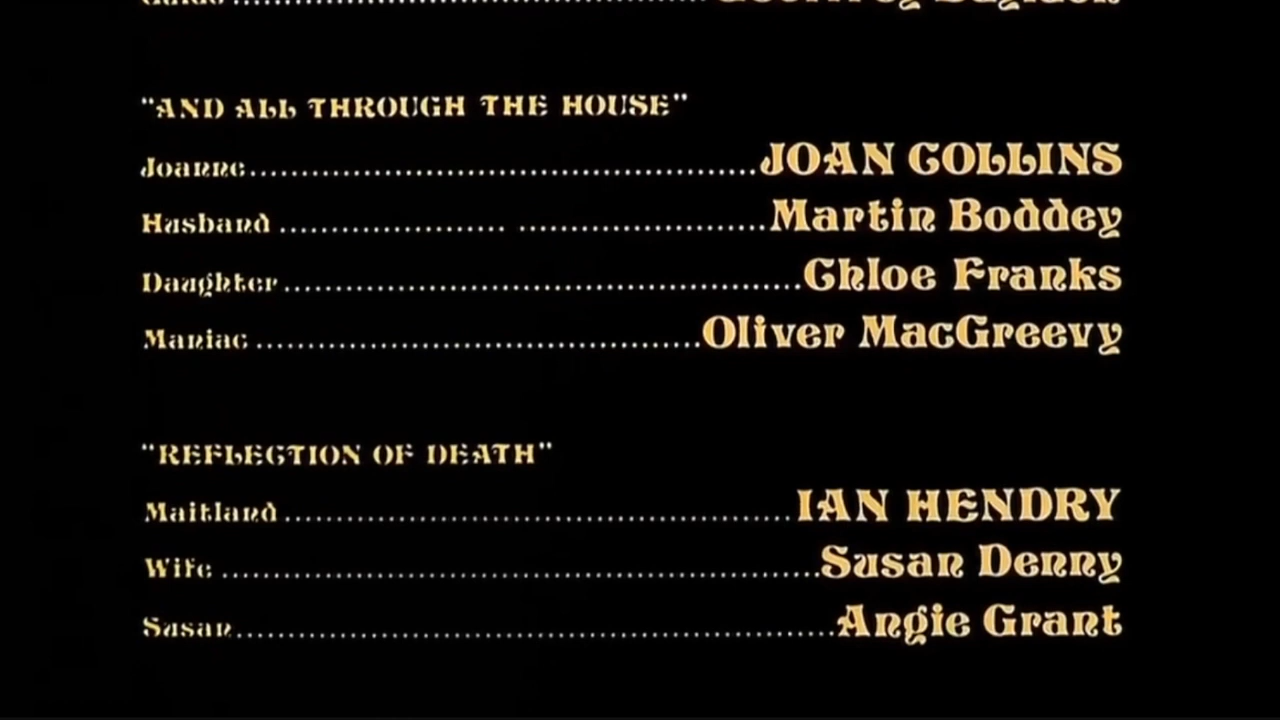 "AND ALL THROUGH THE HOUSE"
Joanne..........................................................JOAN COLLINS
Husband ..................... .........................Martin Boddey
Daughter..................................................Chloe Franks
Maniac ...........................................Oliver MacGreevy
"REFLECTION OF DEATH"
Maitland.................................................IAN HENDRY
Wife ..........................................................Susan Denny
Susan..........................................................Angie Grant